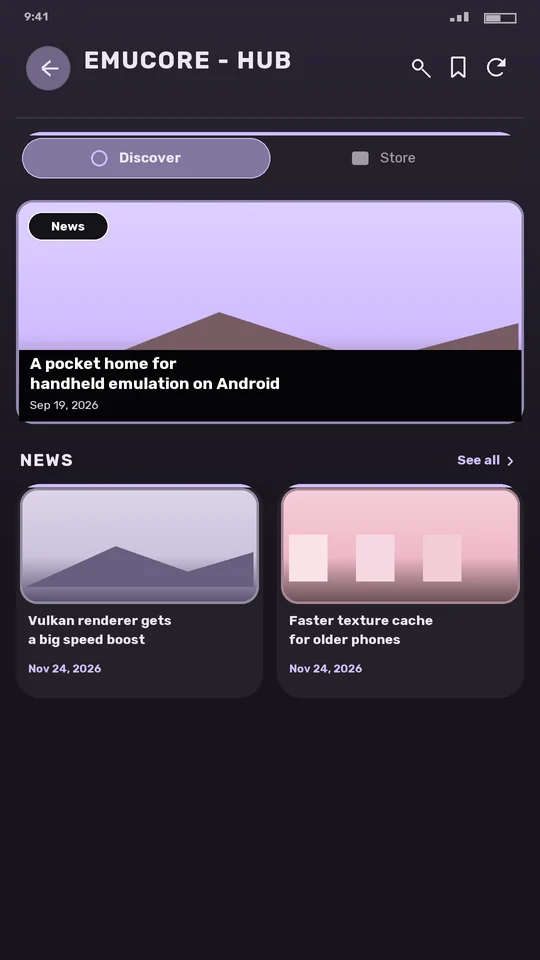 9:41
EMUCORE - HUB
Discover
Store
News
A pocket home for
handheld emulation on Android
Sep 19, 2026
NEWS
See all
Vulkan renderer gets
a big speed boost
Nov 24, 2026
Faster texture cache
for older phones
Nov 24, 2026